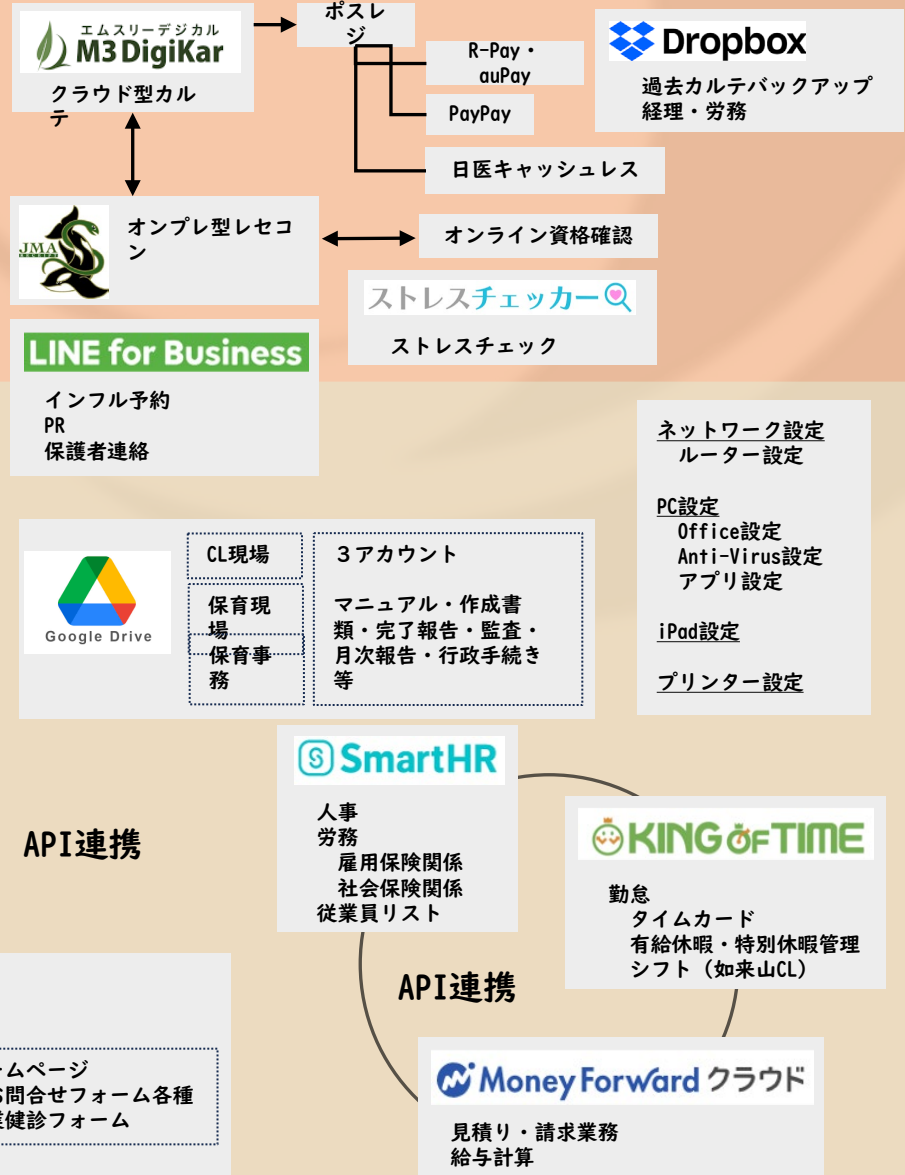 エムスリーデジカル
M3 DigiKar
クラウド型カル
テ
ポスレ
ジ
R-Pay・
auPay
PayPay
日医キャッシュレス
Dropbox
過去カルテバックアップ
経理・労務
JMA
RECEIPT
オンプレ型レセコ
ン
オンライン資格確認
ストレスチェッカー
ストレスチェック
LINE for Business
インフル予約
PR
保護者連絡
ネットワーク設定
ルーター設定
PC設定
Office設定
Anti-Virus設定
アプリ設定
iPad設定
プリンター設定
Google Drive
CL現場
保育現
場
保育事
務
3アカウント
マニュアル・作成書
類・完了報告・監査・
月次報告・行政手続き
等
SmartHR
人事
労務
雇用保険関係
社会保険関係
従業員リスト
API連携
KING OF TIME
勤怠
タイムカード
有給休暇・特別休暇管理
シフト（如来山CL）
API連携
ームページ
問合せフォーム各種
健診フォーム
Money Forward クラウド
見積り・請求業務
給与計算